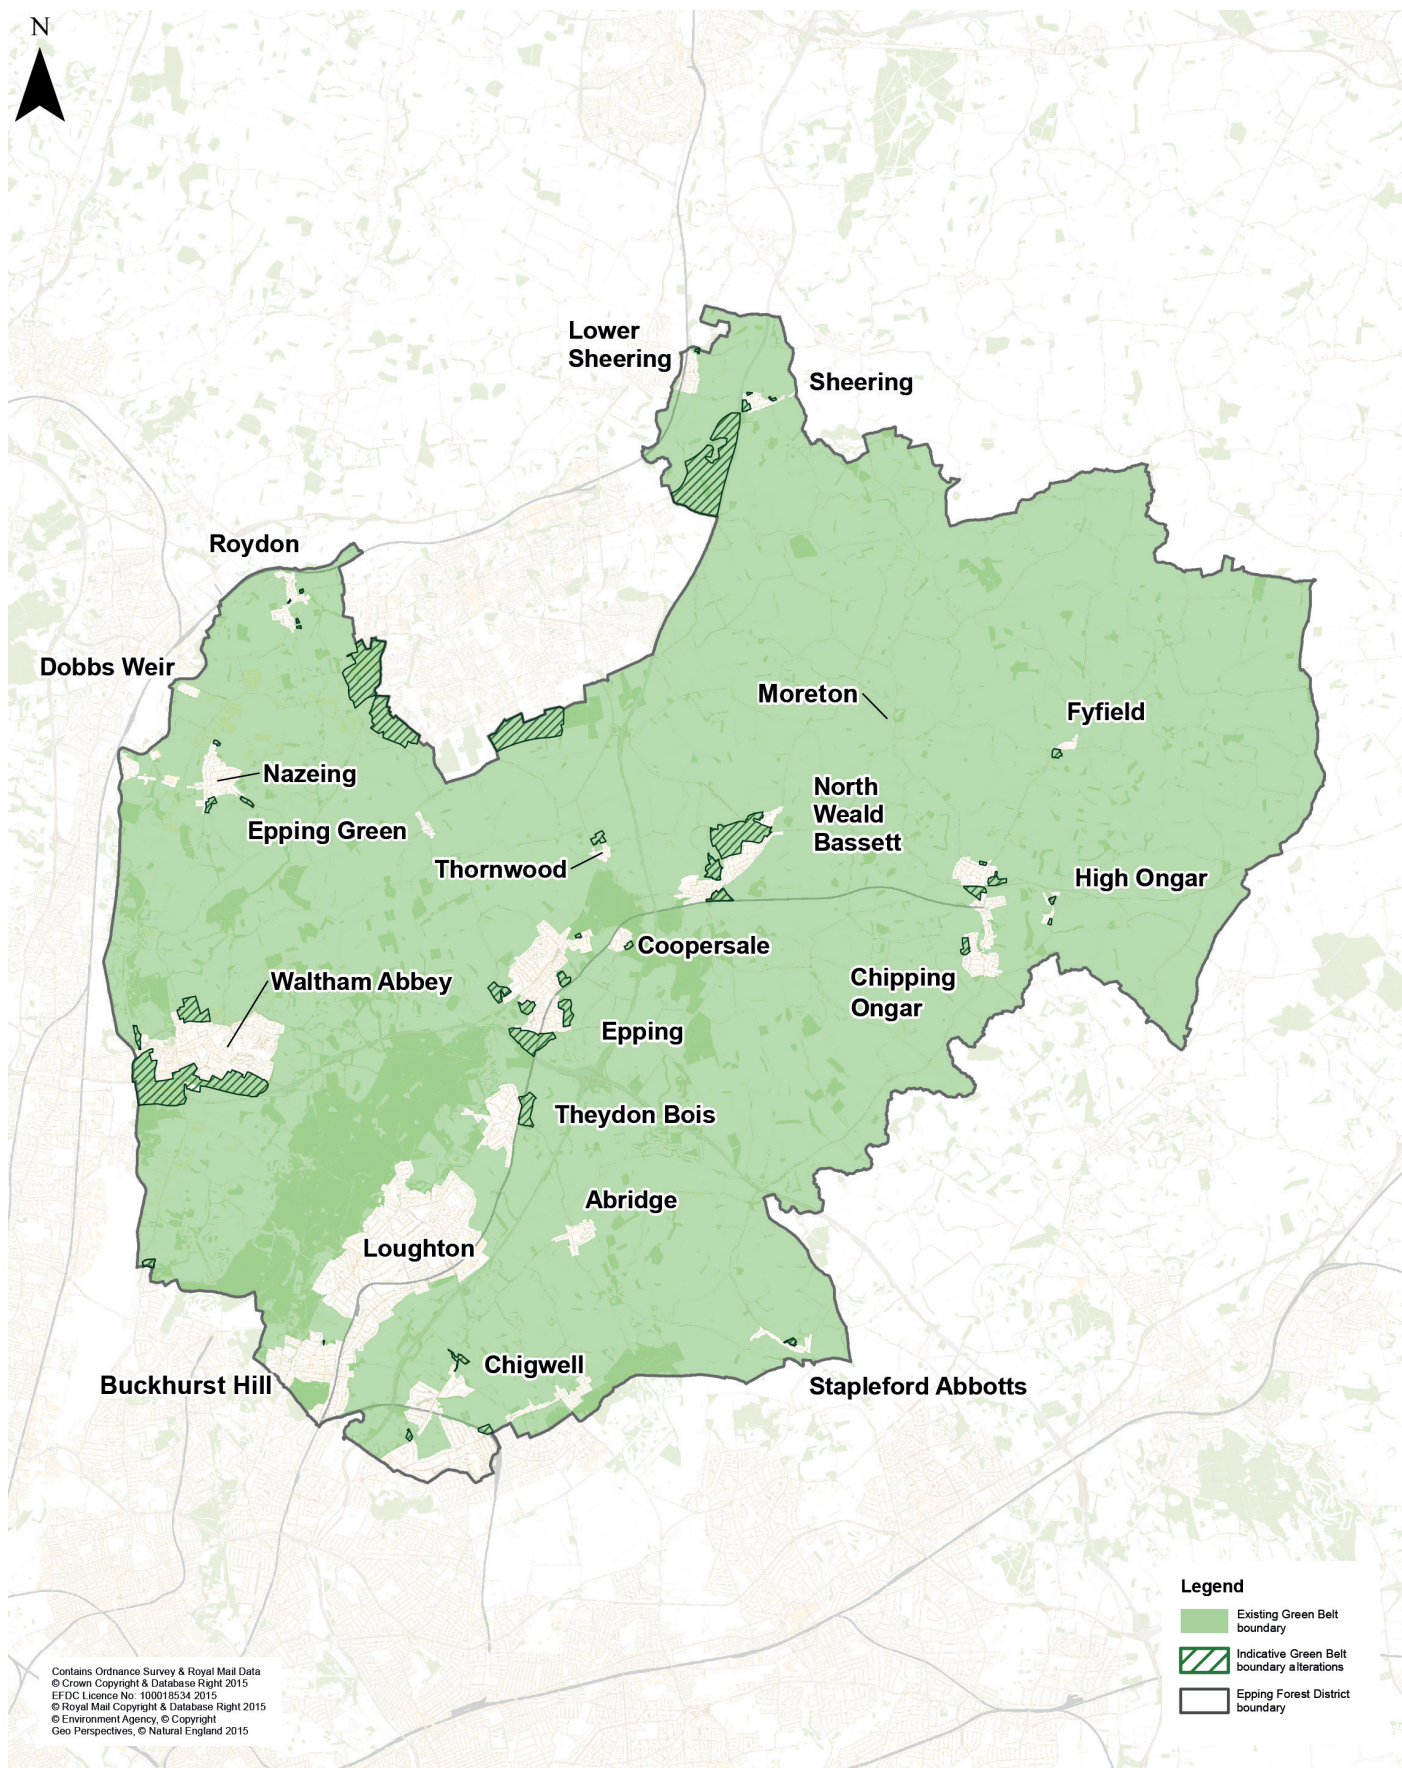 N
Lower
Sheering
Sheering
Roydon
Dobbs Weir
Moreton
Fyfield
Nazeing
North
Weald
Bassett
Epping Green
Thornwood
High Ongar
Coopersale
Waltham Abbey
Chipping
Ongar
Epping
Theydon Bois
Abridge
Loughton
Chigwell
Buckhurst Hill
Stapleford Abbotts
Legend
Existing Green Belt
boundary
Indicative Green Belt
boundary alterations
Epping Forest District
boundary
Contains Ordnance Survey & Royal Mail Data
© Crown Copyright & Database Right 2015
EFDC Licence No: 100018534 2015
© Royal Mail Copyright & Database Right 2015
© Environment Agency, © Copyright
Geo Perspectives, © Natural England 2015